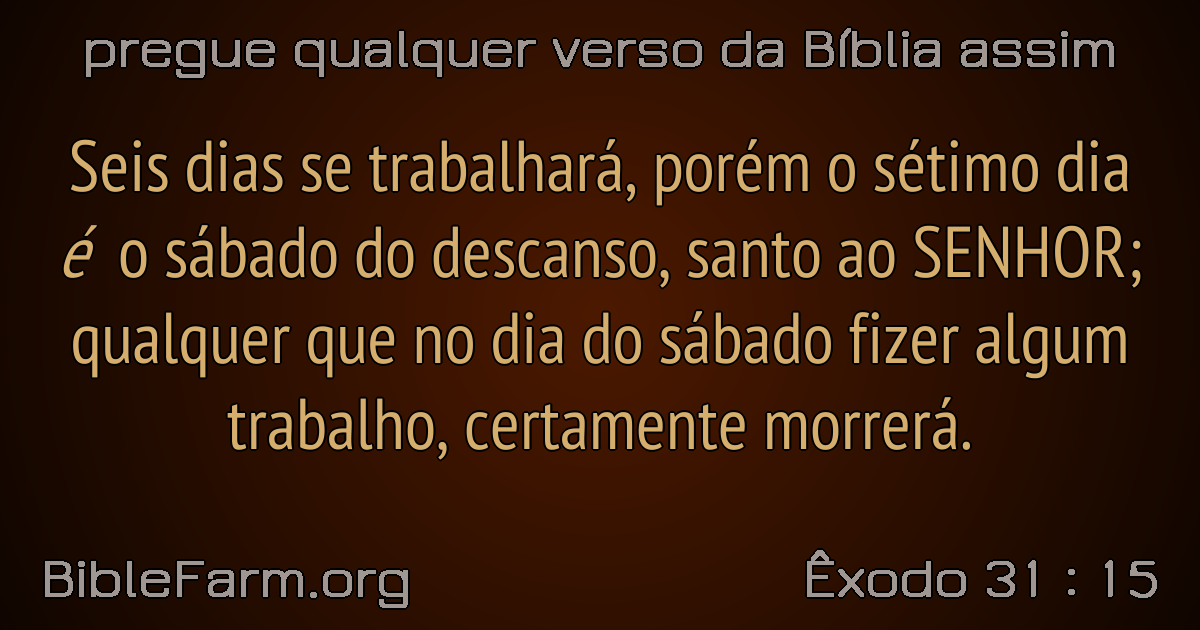 pregue qualquer verso da Bíblia assim
Seis dias se trabalhará, porém o sétimo dia
é o sábado do descanso, santo ao SENHOR;
qualquer que no dia do sábado fizer algum
trabalho, certamente morrerá.
BibleFarm.org
Êxodo 31 : 15